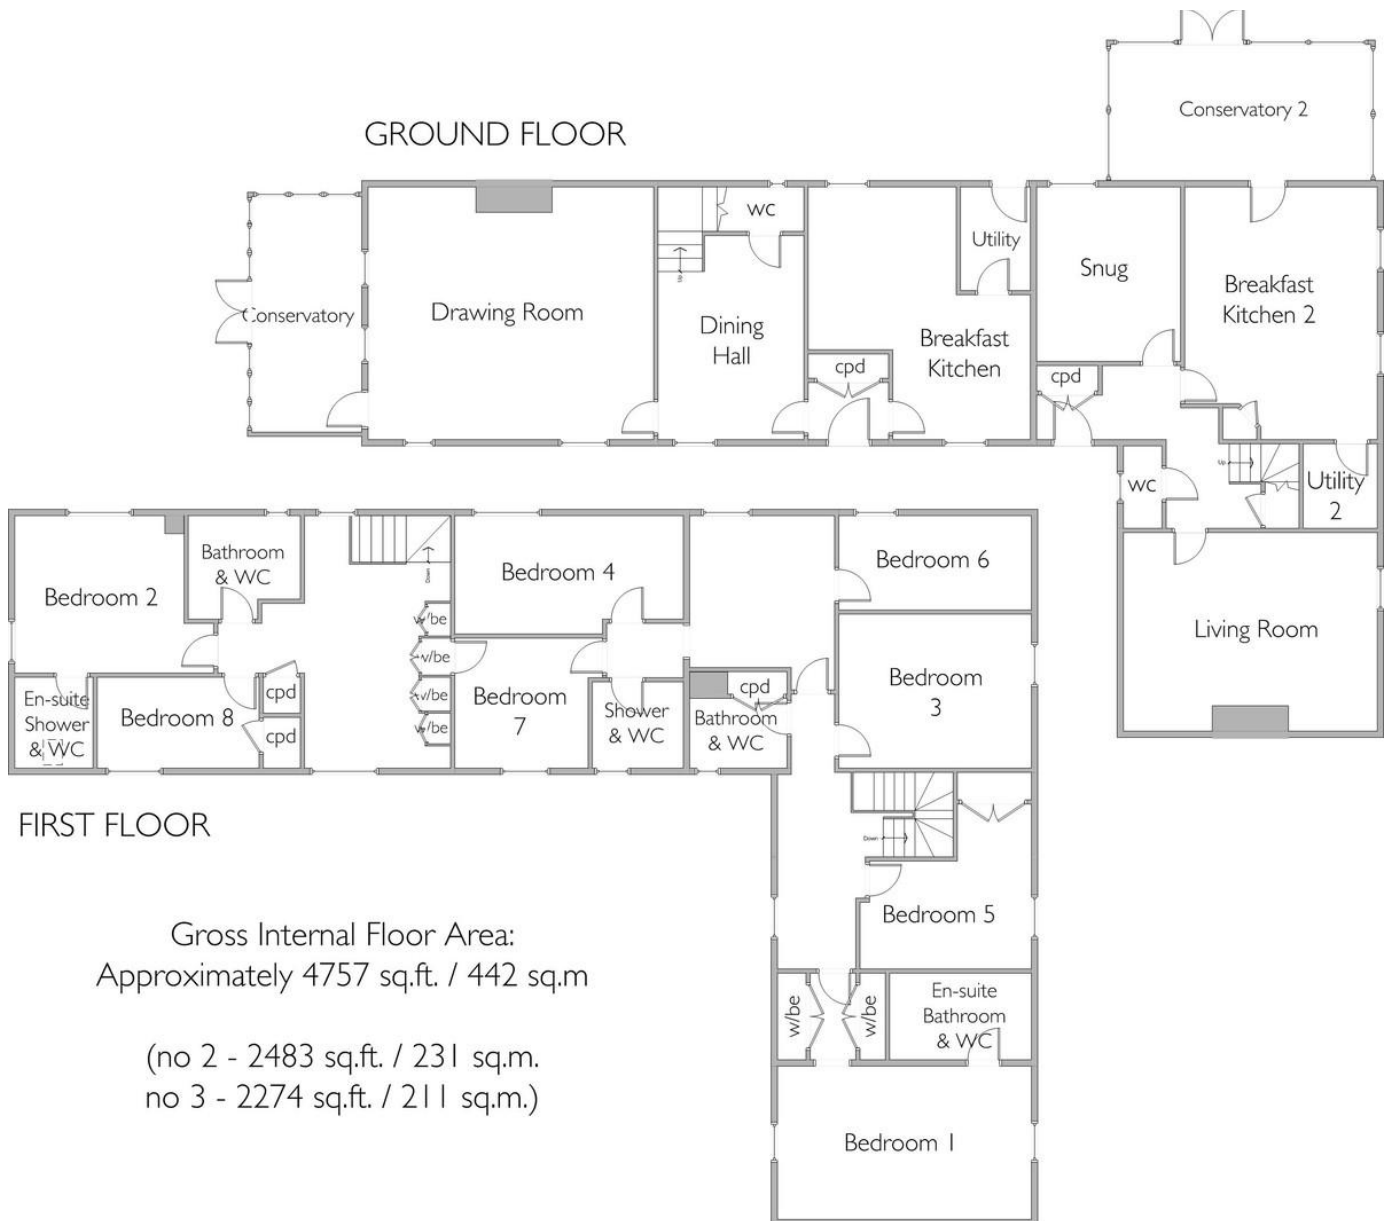 GROUND FLOOR
Conservatory 2
wc
Utility
Snug
Breakfast
Kitchen 2
Conservatory
Drawing Room
Up
Dining
Hall
Breakfast
Kitchen
cpd
cpd
Up
wc
Utility
2
Living Room
Bedroom 2
Bathroom
& WC
Down
Bedroom 4
Bedroom 6
w/be
w/be
w/be
w/be
En-suite
Shower
& WC
Bedroom 8
cpd
cpd
Bedroom
7
Shower
& WC
cpd
Bathroom
& WC
Bedroom
3
FIRST FLOOR
Down
Bedroom 5
Gross Internal Floor Area:
Approximately 4757 sq.ft. / 442 sq.m
(no 2 - 2483 sq.ft. / 231 sq.m.
no 3 - 2274 sq.ft. / 211 sq.m.)
w/be
w/be
En-suite
Bathroom
& WC
Bedroom 1